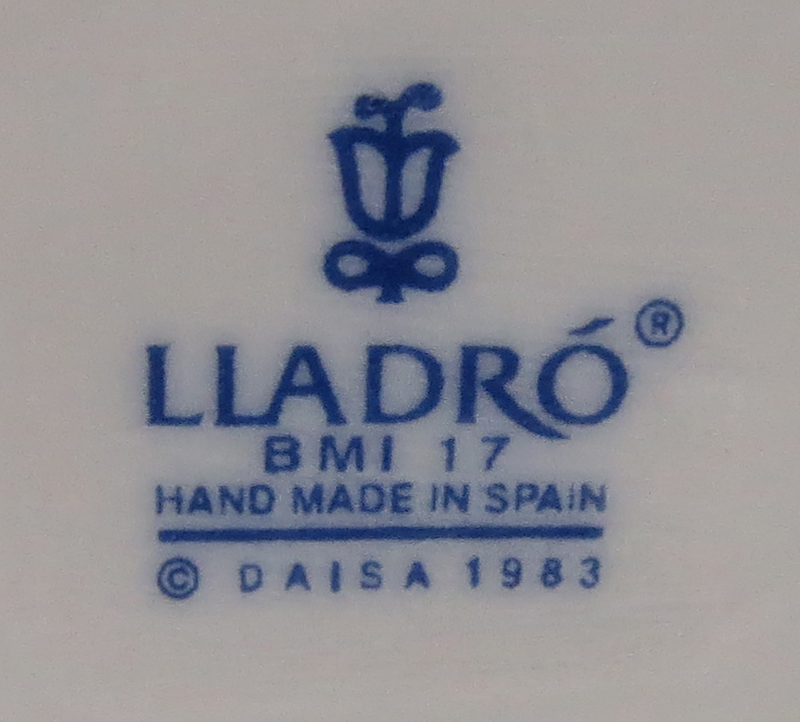 LLADRÓ®
BMI 17
HAND MADE IN SPAIN
© DAISA 1983